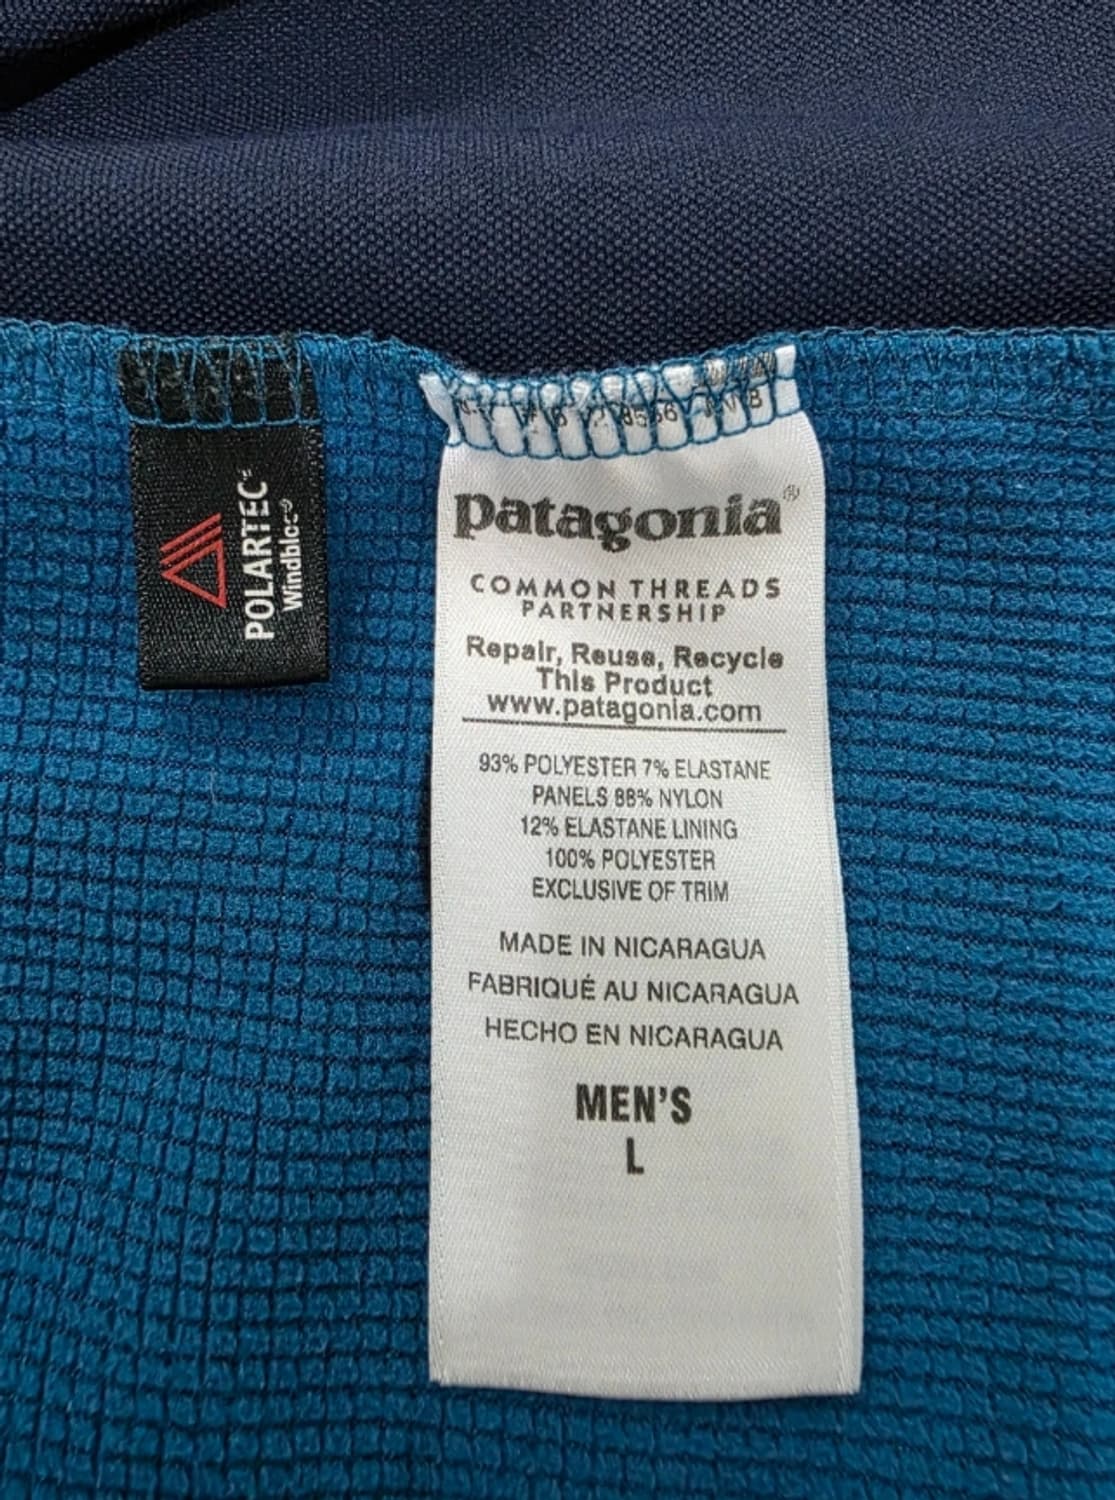 POLARTEC™
Windbloc®
patagonia®
COMMON THREADS
PARTNERSHIP
Repair, Reuse, Recycle
This Product
www.patagonia.com
93% POLYESTER 7% ELASTANE
PANELS 88% NYLON
12% ELASTANE LINING
100% POLYESTER
EXCLUSIVE OF TRIM
MADE IN NICARAGUA
FABRIQUÉ AU NICARAGUA
HECHO EN NICARAGUA
MEN'S
L